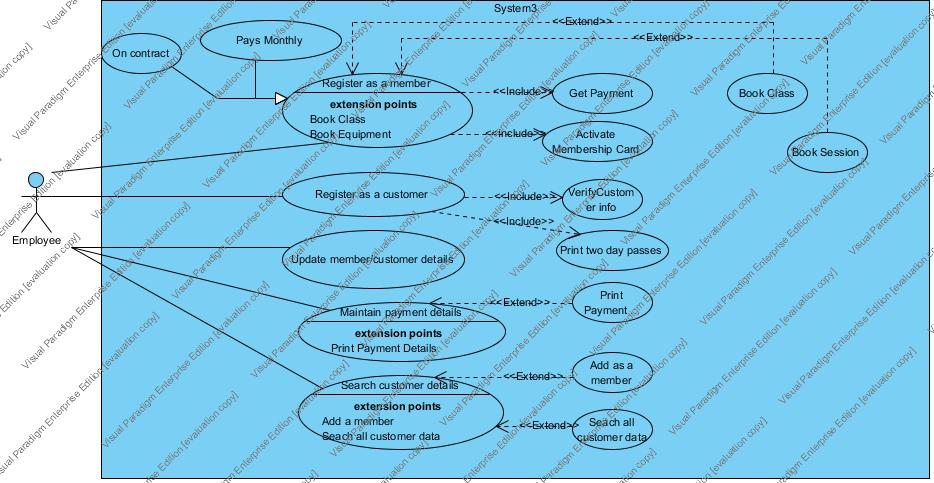 System3
<<Extend>>
<<Extend>>
On contract
Pays Monthly
Register as a member
extension points
Book Class
Book Equipment
<<Include>>
Get Payment
Book Class
<<Include>>
Activate
Membership Card
Book Session
Employee
Register as a customer
<<Include>>
VerifyCustom
er info
<<Include>>
Print two day passes
Update member/customer details
Maintain payment details
extension points
Print Payment Details
<<Extend>>
Print
Payment
Search customer details
extension points
Add a member
Seach all customer data
<<Extend>>
Add as a
member
<<Extend>>
Seach all
customer data
Visual Paradigm Enterprise Edition [evaluation copy]